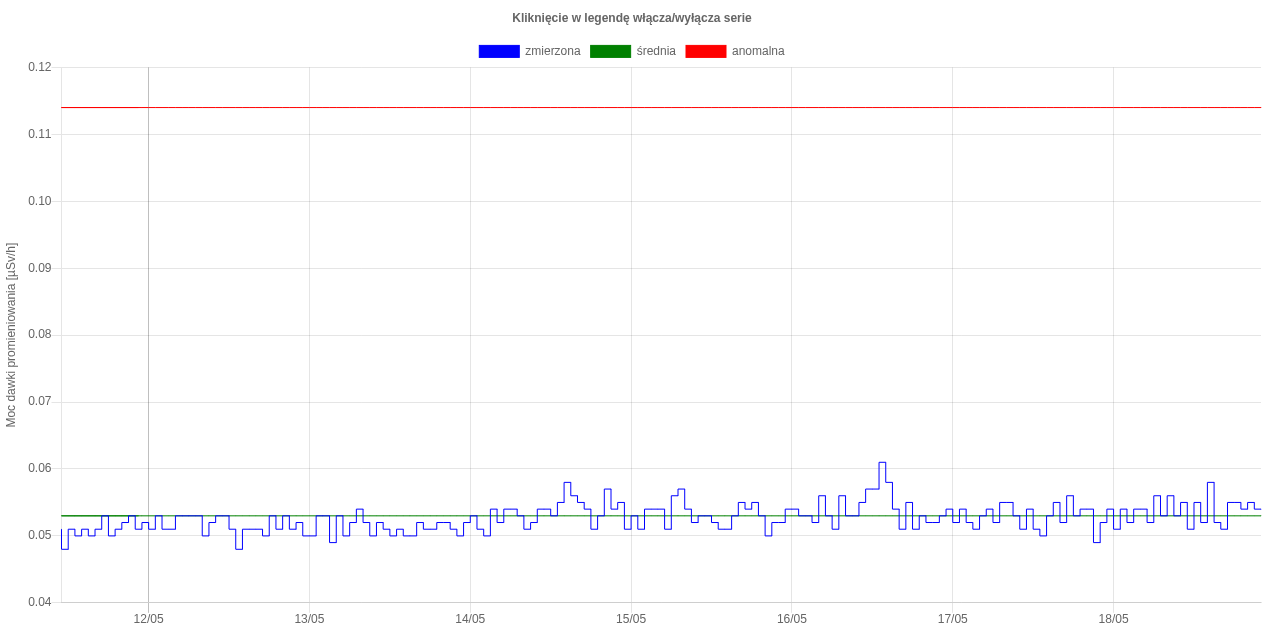 Kliknięcie w legendę włącza/wyłącza serie
zmierzona średnia anomalna
Moc dawki promieniowania [µSv/h]
0.12
0.11
0.10
0.09
0.08
0.07
0.06
0.05
0.04
12/05 13/05 14/05 15/05 16/05 17/05 18/05